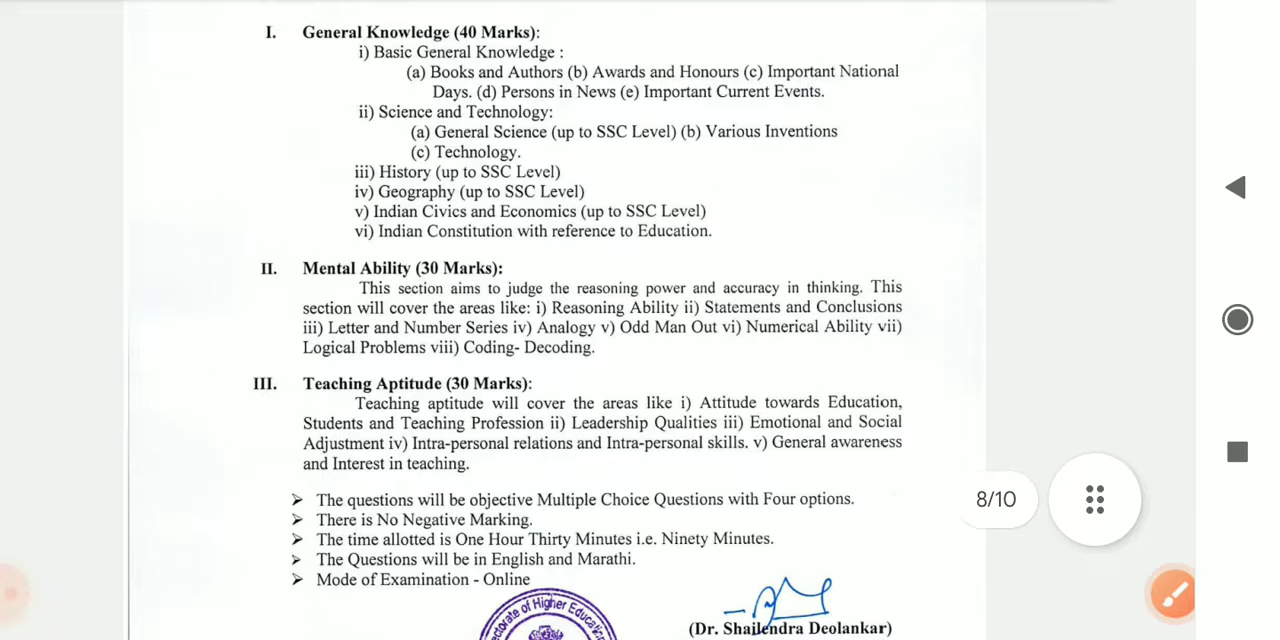 I. General Knowledge (40 Marks):
i) Basic General Knowledge :
(a) Books and Authors (b) Awards and Honours (c) Important National
Days. (d) Persons in News (e) Important Current Events.
ii) Science and Technology:
(a) General Science (up to SSC Level) (b) Various Inventions
(c) Technology.
iii) History (up to SSC Level)
iv) Geography (up to SSC Level)
v) Indian Civics and Economics (up to SSC Level)
vi) Indian Constitution with reference to Education.
II. Mental Ability (30 Marks):
This section aims to judge the reasoning power and accuracy in thinking. This
section will cover the areas like: i) Reasoning Ability ii) Statements and Conclusions
iii) Letter and Number Series iv) Analogy v) Odd Man Out vi) Numerical Ability vii)
Logical Problems viii) Coding- Decoding.
III. Teaching Aptitude (30 Marks):
Teaching aptitude will cover the areas like i) Attitude towards Education,
Students and Teaching Profession ii) Leadership Qualities iii) Emotional and Social
Adjustment iv) Intra-personal relations and Intra-personal skills. v) General awareness
and Interest in teaching.
➢ The questions will be objective Multiple Choice Questions with Four options.
➢ There is No Negative Marking.
➢ The time allotted is One Hour Thirty Minutes i.e. Ninety Minutes.
➢ The Questions will be in English and Marathi.
➢ Mode of Examination - Online
8/10
of Higher
(Dr. Shailendra Deolankar)